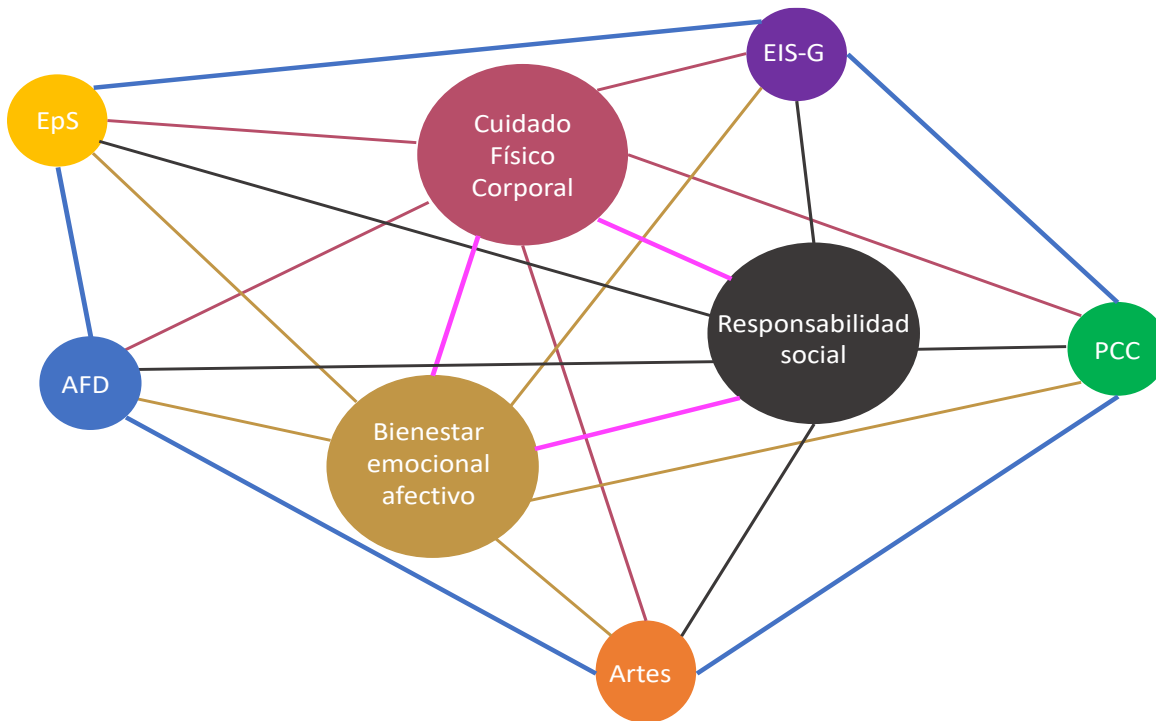 EIS-G
EpS
Cuidado
Físico
Corporal
Responsabilidad
social
PCC
AFD
Bienestar
emocional
afectivo
Artes